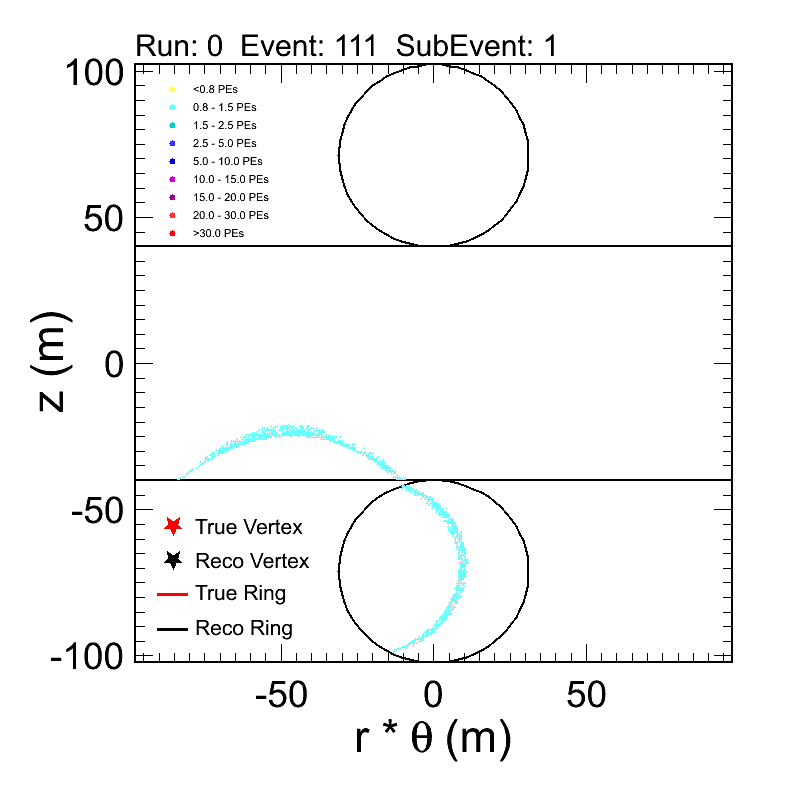 Run: 0  Event: 111  SubEvent: 1
100
<0.8 PEs
0.8 - 1.5 PEs
1.5 - 2.5 PEs
2.5 - 5.0 PEs
5.0 - 10.0 PEs
10.0 - 15.0 PEs
15.0 - 20.0 PEs
20.0 - 30.0 PEs
>30.0 PEs
50
0
z (m)
-50
True Vertex
Reco Vertex
True Ring
Reco Ring
-100
-50 0 50
r * θ (m)